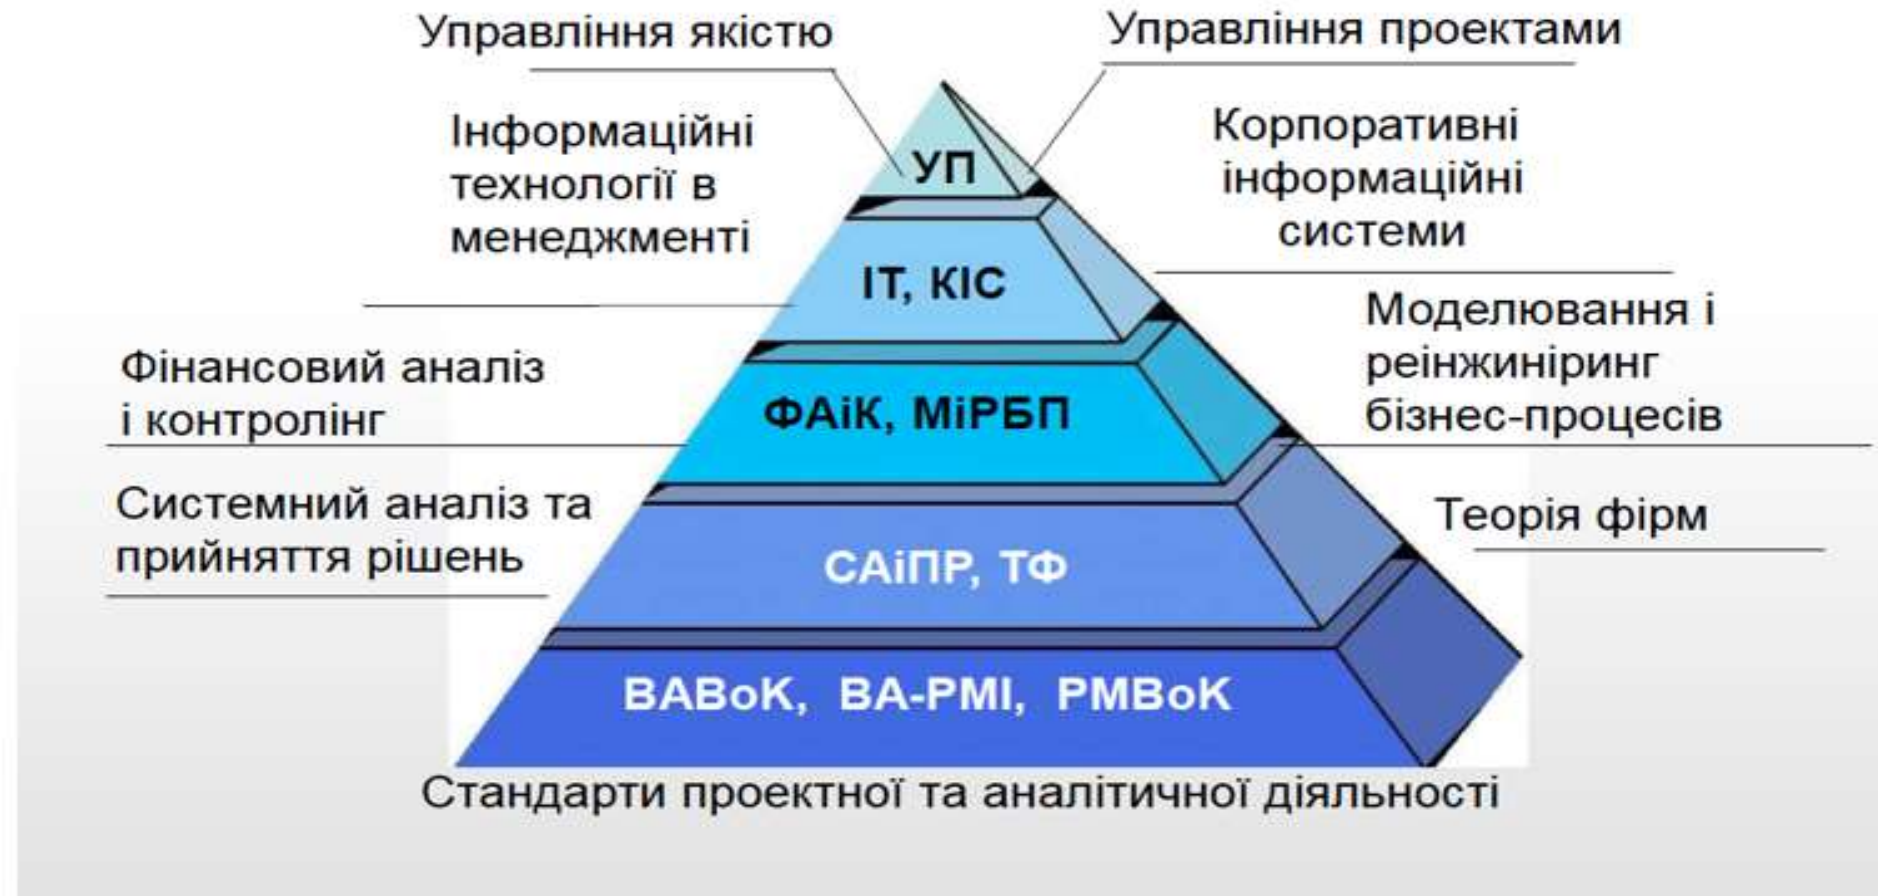 Управління якістю
Управління проектами
Інформаційні
технології в
менеджменті
Корпоративні
інформаційні
системи
УП
ІТ, КІС
Фінансовий аналіз
і контролінг
Моделювання і
реінжиніринг
бізнес-процесів
ФАіК, МіРБП
Системний аналіз та
прийняття рішень
Теорія фірм
САіПР, ТФ
BABoK, BA-PMI, PMBoK
Стандарти проектної та аналітичної діяльності